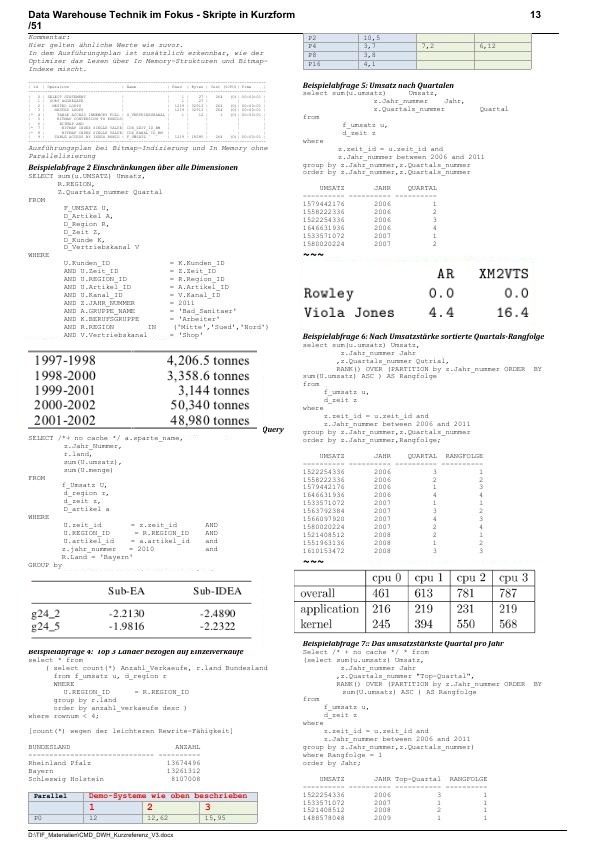 Data Warehouse Technik im Fokus - Skripte in Kurzform 13
/51
Kommentar:
Hier gelten ähnliche Werte wie zuvor.
In dem Ausführungsplan ist zusätzlich erkennbar, wie der
Optimizer das Lesen über In Memory-Strukturen und Bitmap-
Indexe mischt.
Ausführungsplan bei Bitmap-Indizierung und In Memory ohne
Parallelisierung
Beispielabfrage 2 Einschränkungen über alle Dimensionen
SELECT sum(u.UMSATZ) Umsatz,
R.REGION,
Z.Quartals_nummer Quartal
FROM
F_UMSATZ U,
D_Artikel A,
D_Region R,
D_Zeit Z,
D_Kunde K,
D_Vertriebskanal V
WHERE
U.Kunden_ID = K.Kunden_ID
AND U.Zeit_ID = Z.Zeit_ID
AND U.REGION_ID = R.Region_ID
AND U.Artikel_ID = A.Artikel_ID
AND U.Kanal_ID = V.Kanal_ID
AND Z.JAHR_NUMMER = 2011
AND A.GRUPPE_NAME = 'Bad_Sanitaer'
AND K.BERUFSGRUPPE = 'Arbeiter'
AND R.REGION IN ('Mitte','Sued','Nord')
AND V.Vertriebskanal = 'Shop'
1997-1998 4,206.5 tonnes
1998-2000 3,358.6 tonnes
1999-2001 3,144 tonnes
2000-2002 50,340 tonnes
2001-2002 48,980 tonnes
Query
SELECT /*+ no cache */ a.sparte_name,
z.Jahr_Nummer,
r.land,
sum(U.umsatz),
sum(U.menge)
FROM
f_Umsatz U,
d_region r,
d_zeit z,
D_artikel a
WHERE
U.zeit_id = z.zeit_id AND
U.REGION_ID = R.REGION_ID AND
U.artikel_id = a.artikel_id and
z.jahr_nummer = 2010 and
R.Land = 'Bayern'
GROUP by
Sub-EA Sub-IDEA
g24_2 -2.2130 -2.4890
g24_5 -1.9816 -2.2322
Beispielabfrage 4: Top 3 Länder bezogen auf Einzelverkäufe
select * from
( select count(*) Anzahl_Verkaeufe, r.land Bundesland
from f_umsatz u, d_region r
WHERE
U.REGION_ID = R.REGION_ID
group by r.land
order by anzahl_verkaeufe desc )
where rownum < 4;
[count(*) wegen der leichteren Rewrite-Fähigkeit]
BUNDESLAND ANZAHL
------------------------------- ----------
Rheinland Pfalz 13674496
Bayern 13261312
Schleswig Holstein 8107008
Parallel Demo-Systeme wie oben beschrieben
1 2 3
P0 12 12,62 15,95
P2 10,5
P4 3,7 7,2 6,12
P8 3,8
P16 4,1
Beispielabfrage 5: Umsatz nach Quartalen
select sum(u.umsatz) Umsatz,
z.Jahr_nummer Jahr,
z.Quartals_nummer Quartal
from
f_umsatz u,
d_zeit z
where
z.zeit_id = u.zeit_id and
z.Jahr_nummer between 2006 and 2011
group by z.Jahr_nummer,z.Quartals_nummer
order by z.Jahr_nummer,z.Quartals_nummer
UMSATZ JAHR QUARTAL
---------- ---------- ----------
1579442176 2006 1
1558222336 2006 2
1522254336 2006 3
1646631936 2006 4
1533571072 2007 1
1580020224 2007 2
~~~
AR XM2VTS
Rowley 0.0 0.0
Viola Jones 4.4 16.4
Beispielabfrage 6: Nach Umsatzstärke sortierte Quartals-Rangfolge
select sum(u.umsatz) Umsatz,
z.Jahr_nummer Jahr
,z.Quartals_nummer Qutrial,
RANK() OVER (PARTITION by z.Jahr_nummer ORDER BY
sum(U.umsatz) ASC ) AS Rangfolge
from
f_umsatz u,
d_zeit z
where
z.zeit_id = u.zeit_id and
z.Jahr_nummer between 2006 and 2011
group by z.Jahr_nummer,z.Quartals_nummer
order by z.Jahr_nummer,Rangfolge;
UMSATZ JAHR QUARTAL RANGFOLGE
---------- ---------- ---------- ----------
1522254336 2006 3 1
1558222336 2006 2 2
1579442176 2006 1 3
1646631936 2006 4 4
1533571072 2007 1 1
1563792384 2007 3 2
1566097920 2007 4 3
1580020224 2007 2 4
1521408512 2008 2 1
1551963136 2008 1 2
1610153472 2008 3 3
~~~
cpu 0 cpu 1 cpu 2 cpu 3
overall 461 613 781 787
application 216 219 231 219
kernel 245 394 550 568
Beispielabfrage 7:: Das umsatzstärkste Quartal pro Jahr
Select /* + no cache */ * from
(select sum(u.umsatz) Umsatz,
z.Jahr_nummer Jahr
,z.Quartals_nummer "Top-Quartal",
RANK() OVER (PARTITION by z.Jahr_nummer ORDER BY
sum(U.umsatz) ASC ) AS Rangfolge
from
f_umsatz u,
d_zeit z
where
z.zeit_id = u.zeit_id and
z.Jahr_nummer between 2006 and 2011
group by z.Jahr_nummer,z.Quartals_nummer)
where Rangfolge = 1
order by Jahr;
UMSATZ JAHR Top-Quartal RANGFOLGE
---------- ---------- ----------- ----------
1522254336 2006 3 1
1533571072 2007 1 1
1521408512 2008 2 1
1488578048 2009 1 1
D:\TIF_Materialien\CMD_DWH_Kurzreferenz_V3.docx